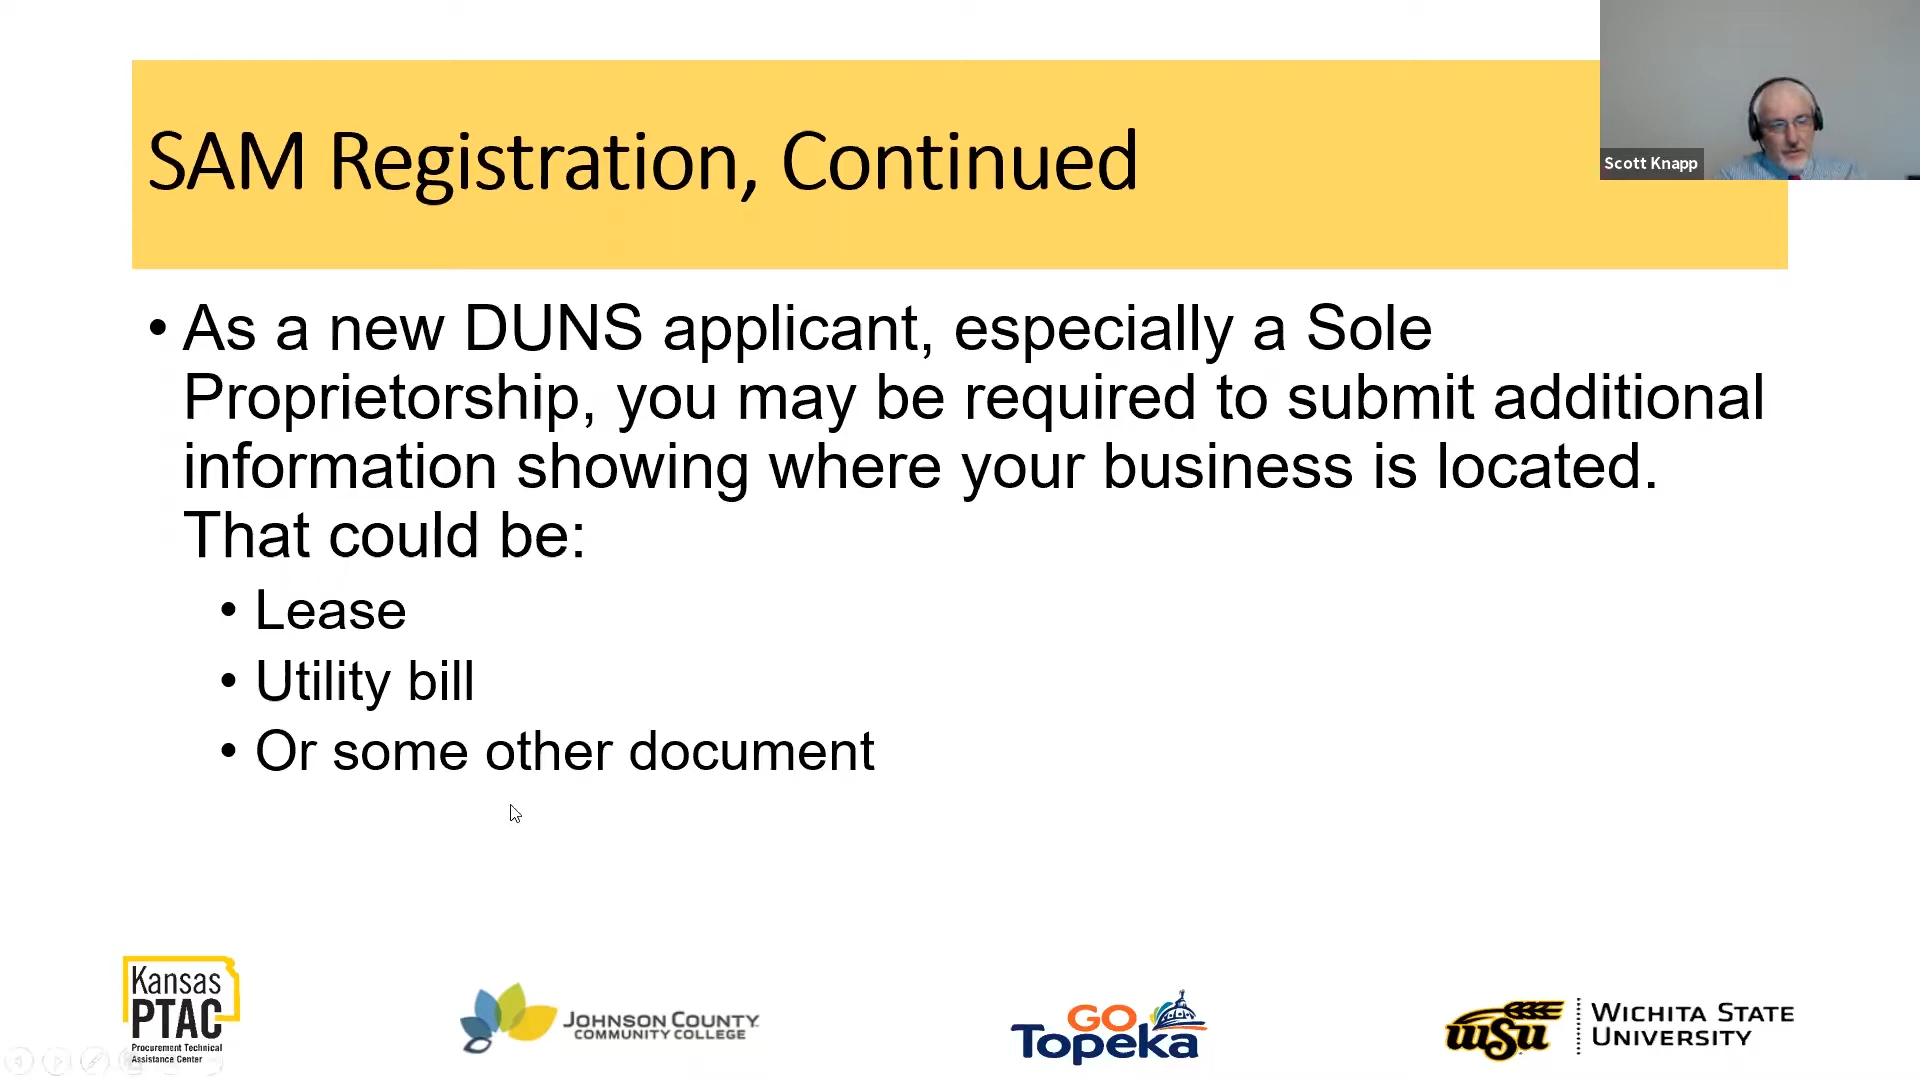 SAM Registration, Continued
Scott Knapp
• As a new DUNS applicant, especially a Sole
Proprietorship, you may be required to submit additional
information showing where your business is located.
That could be:
• Lease
• Utility bill
• Or some other document
Kansas
PTAC
Procurement Technical
Assistance Center
JOHNSON COUNTY
COMMUNITY COLLEGE
GO
Topeka
WSU
WICHITA STATE
UNIVERSITY